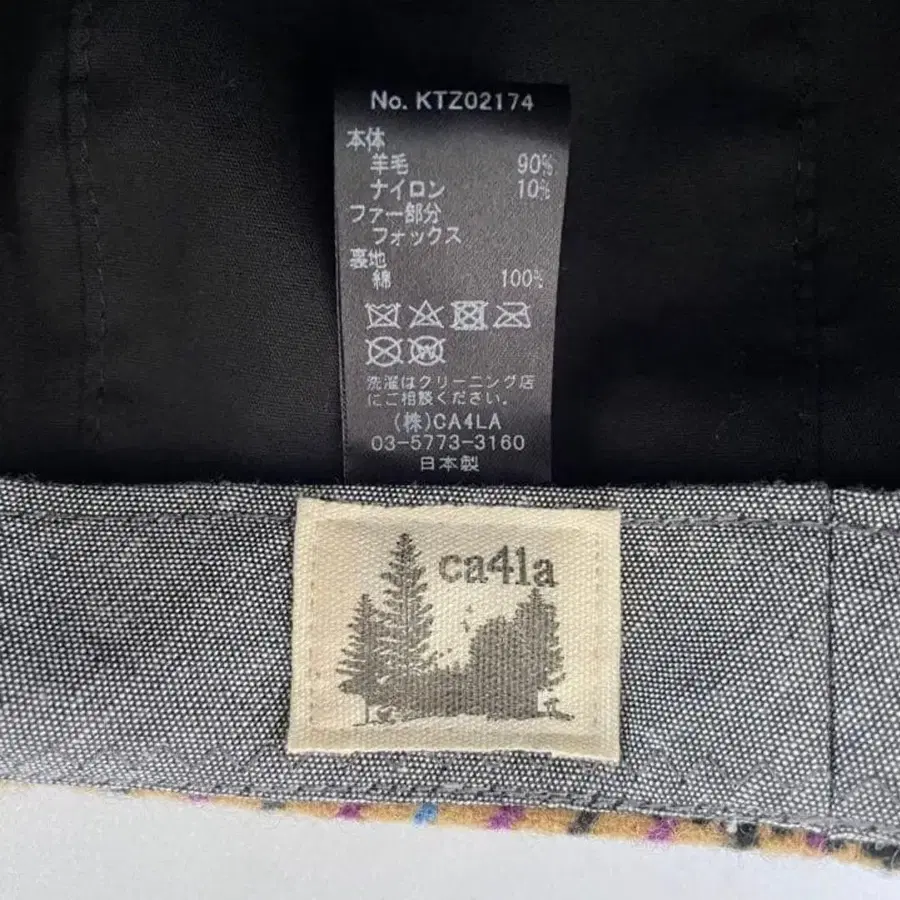 No. KTZ02174
本体
羊毛 90%
ナイロン 10%
ファー部分
フォックス
裏地
綿 100%
W
洗濯はクリーニング店
にご相談ください。
(株)CA4LA
03-5773-3160
日本製
ca4la